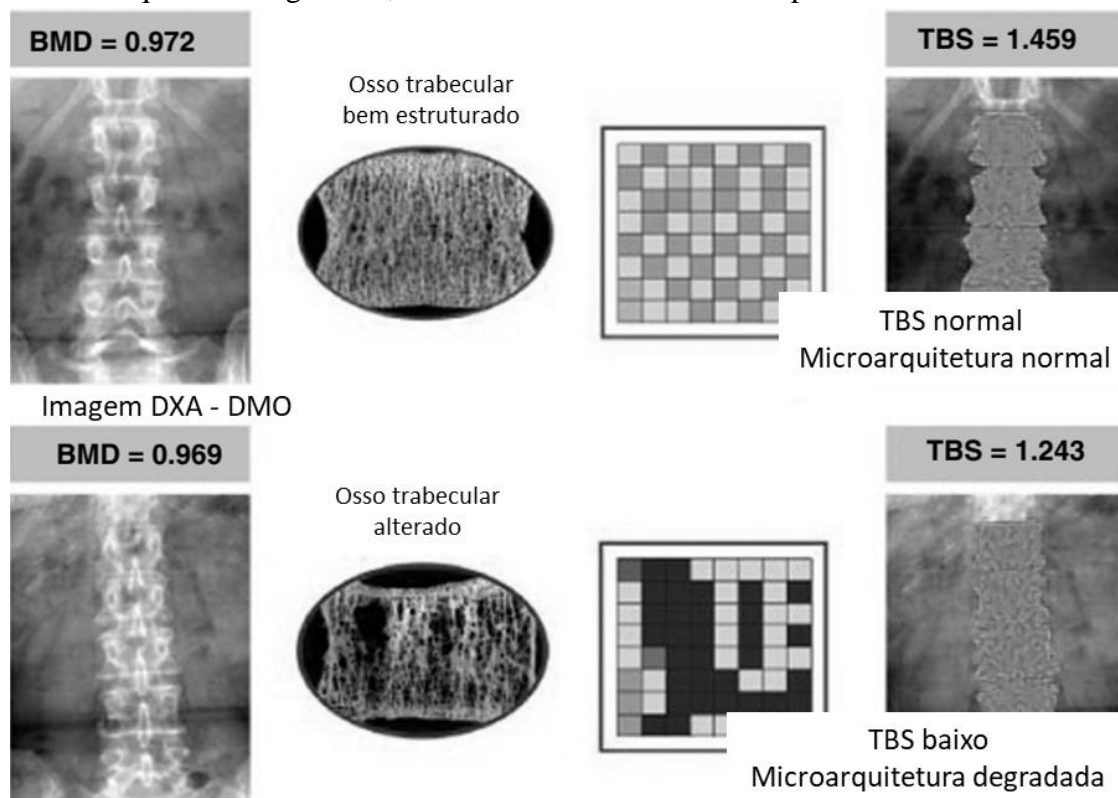 BMD = 0.972
TBS = 1.459
Osso trabecular
bem estruturado
TBS normal
Microarquitetura normal
Imagem DXA - DMO
BMD = 0.969
TBS = 1.243
Osso trabecular
alterado
TBS baixo
Microarquitetura degradada